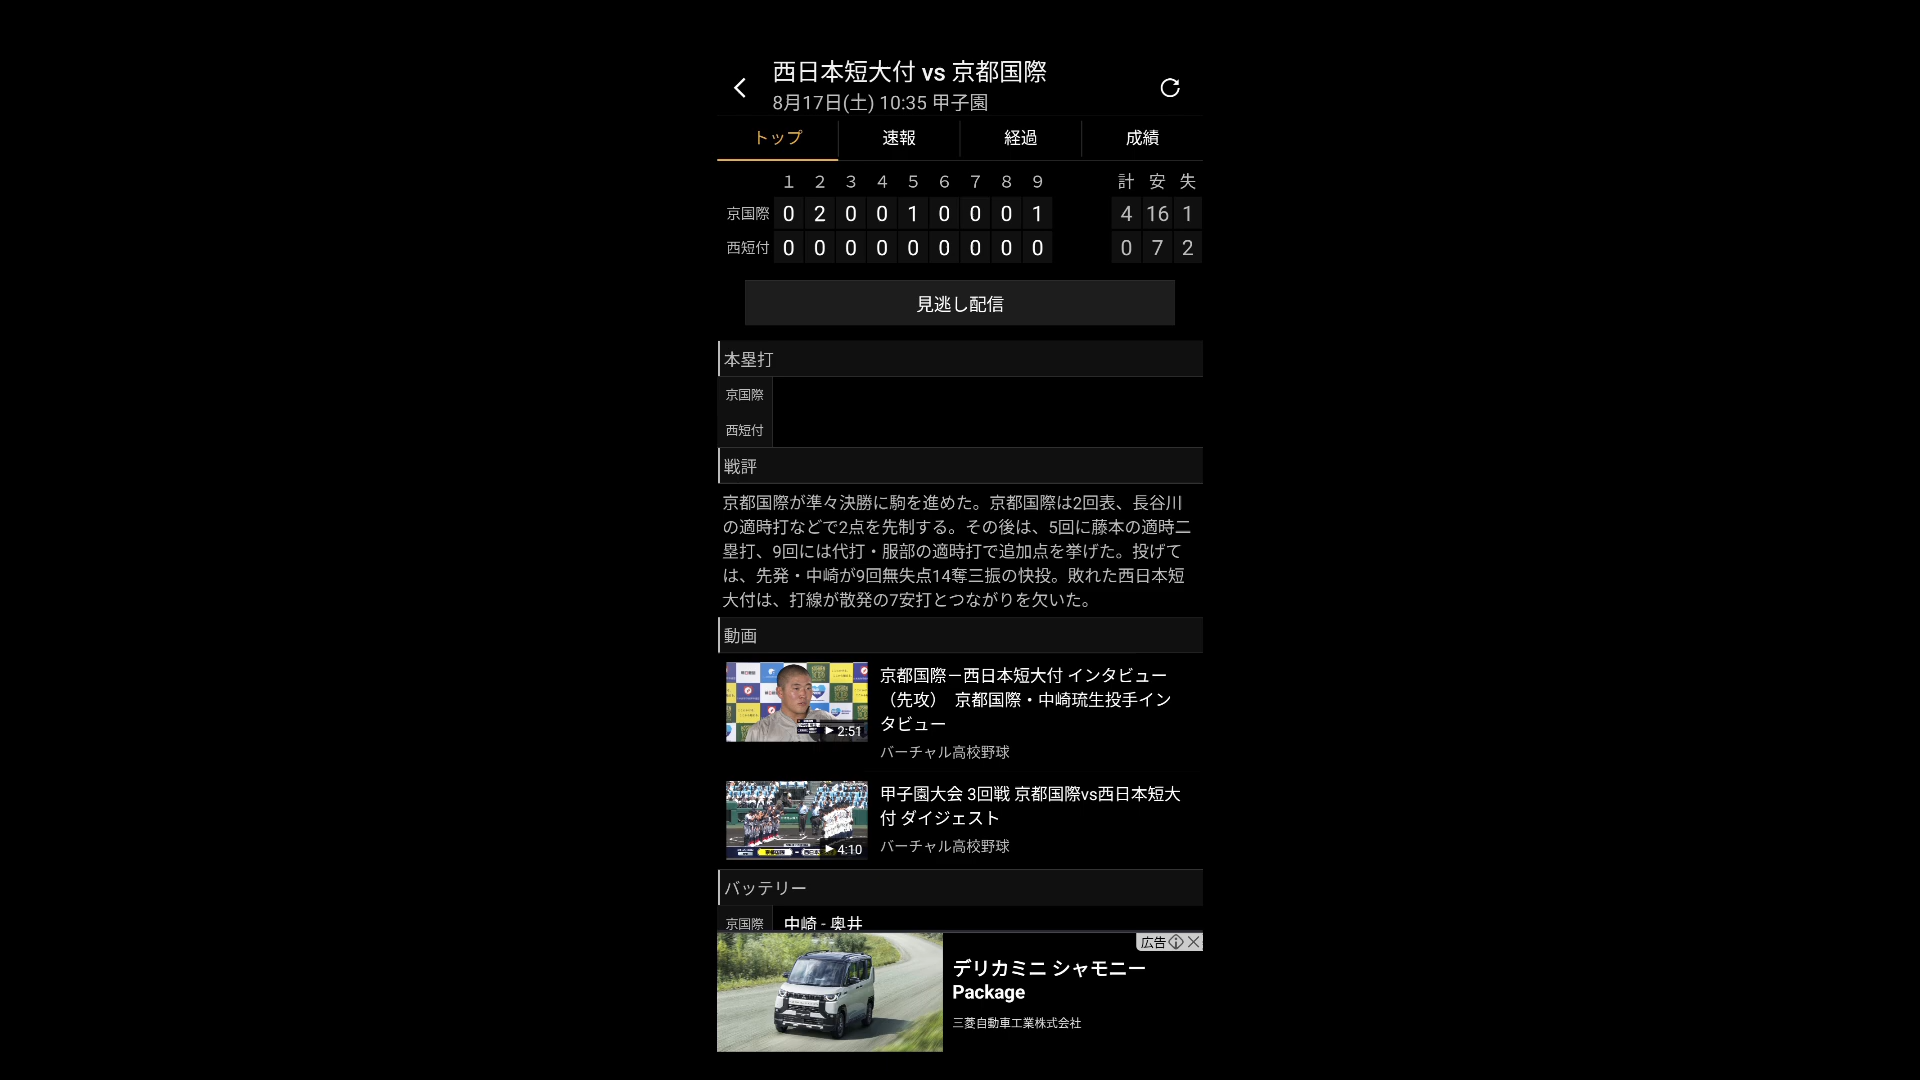 西日本短大付 vs 京都国際
8月17日(土) 10:35 甲子園
トップ 速報 経過 成績
1 2 3 4 5 6 7 8 9 計 安 失
京国際 0 2 0 0 1 0 0 0 1 4 16 1
西短付 0 0 0 0 0 0 0 0 0 0 7 2
見逃し配信
本塁打
京国際
西短付
戦評
京都国際が準々決勝に駒を進めた。京都国際は2回表、長谷川
の適時打などで2点を先制する。その後は、5回に藤本の適時二
塁打、9回には代打・服部の適時打で追加点を挙げた。投げて
は、先発・中崎が9回無失点14奪三振の快投。敗れた西日本短
大付は、打線が散発の7安打とつながりを欠いた。
動画
京都国際－西日本短大付 インタビュー
（先攻）　京都国際・中崎琉生投手イン
タビュー
2:51
バーチャル高校野球
甲子園大会 3回戦 京都国際vs西日本短大
付 ダイジェスト
バーチャル高校野球
4:10
バッテリー
京国際 中崎 - 奥井
広告
デリカミニ シャモニー
Package
三菱自動車工業株式会社